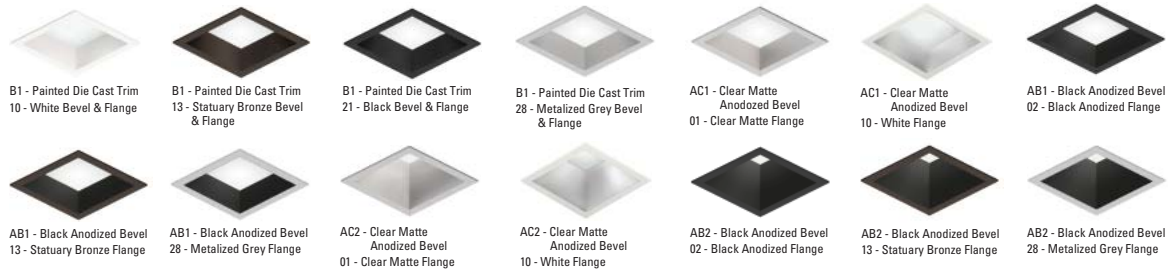 B1 - Painted Die Cast Trim
10 - White Bevel & Flange
B1 - Painted Die Cast Trim
13 - Statuary Bronze Bevel
& Flange
B1 - Painted Die Cast Trim
21 - Black Bevel & Flange
B1 - Painted Die Cast Trim
28 - Metalized Grey Bevel
& Flange
AC1 - Clear Matte
Anodozed Bevel
01 - Clear Matte Flange
AC1 - Clear Matte
Anodized Bevel
10 - White Flange
AB1 - Black Anodized Bevel
02 - Black Anodized Flange
AB1 - Black Anodized Bevel
13 - Statuary Bronze Flange
AB1 - Black Anodized Bevel
28 - Metalized Grey Flange
AC2 - Clear Matte
Anodized Bevel
01 - Clear Matte Flange
AC2 - Clear Matte
Anodized Bevel
10 - White Flange
AB2 - Black Anodized Bevel
02 - Black Anodized Flange
AB2 - Black Anodized Bevel
13 - Statuary Bronze Flange
AB2 - Black Anodized Bevel
28 - Metalized Grey Flange